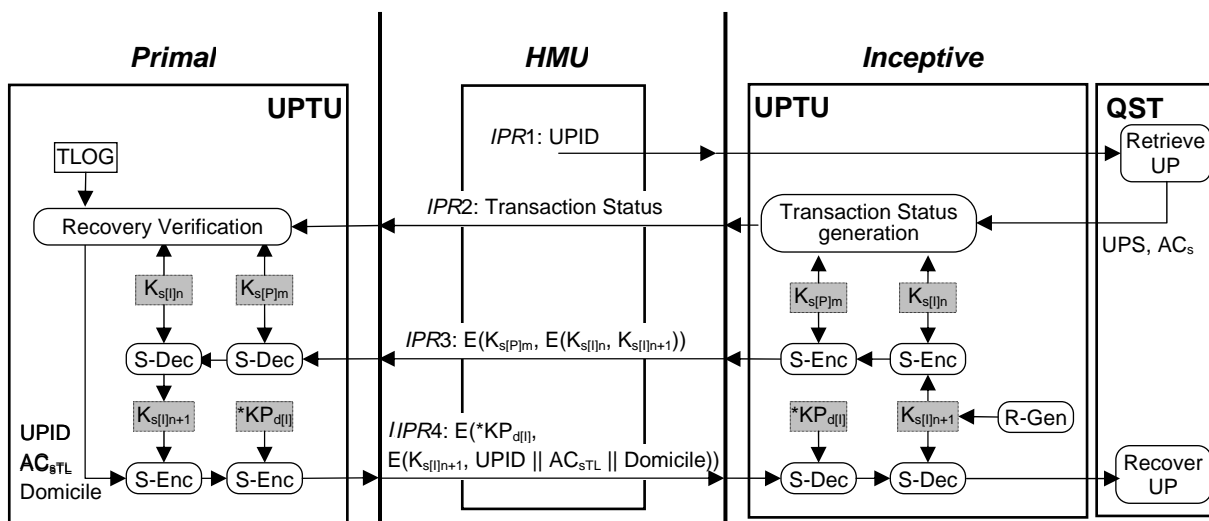 Primal
HMU
Inceptive
UPTU
UPTU
QST
IPR1: UPID
Retrieve
UP
TLOG
IPR2: Transaction Status
Recovery Verification
Transaction Status
generation
UPS, ACs
Ks[I]n
Ks[P]m
Ks[P]m
Ks[I]n
IPR3: E(Ks[P]m, E(Ks[I]n, Ks[I]n+1))
S-Dec
S-Dec
S-Enc
S-Enc
Ks[I]n+1
*KPd[I]
*KPd[I]
Ks[I]n+1
R-Gen
IIPR4: E(*KPd[I],
E(Ks[I]n+1, UPID || ACsTL || Domicile))
UPID
ACsTL
Domicile
S-Enc
S-Enc
S-Dec
S-Dec
Recover
UP